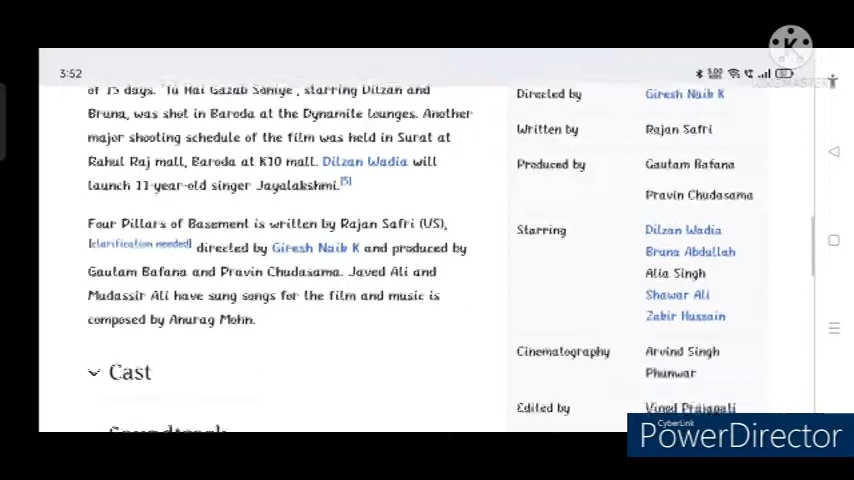 3:52
of 15 days. 'Tu Hai Gazab Soniye', starring Dilzan and
Bruna, was shot in Baroda at the Dynamite lounges. Another
major shooting schedule of the film was held in Surat at
Rahul Raj mall, Baroda at K10 mall. Dilzan Wadia will
launch 11-year-old singer Jayalakshmi.[5]
Four Pillars of Basement is written by Rajan Safri (US),
[clarification needed] directed by Giresh Naik K and produced by
Gautam Bafana and Pravin Chudasama. Javed Ali and
Mudassir Ali have sung songs for the film and music is
composed by Anurag Mohn.
Cast
Soundtrack
Directed by Giresh Naik K
Written by Rajan Safri
Produced by Gautam Bafana
Pravin Chudasama
Starring Dilzan Wadia
Bruna Abdullah
Alia Singh
Shawar Ali
Zakir Hussain
Cinematography Arvind Singh
Phunwar
Edited by Vinod Prajapati
K
KINEMASTER
CyberLink
PowerDirector